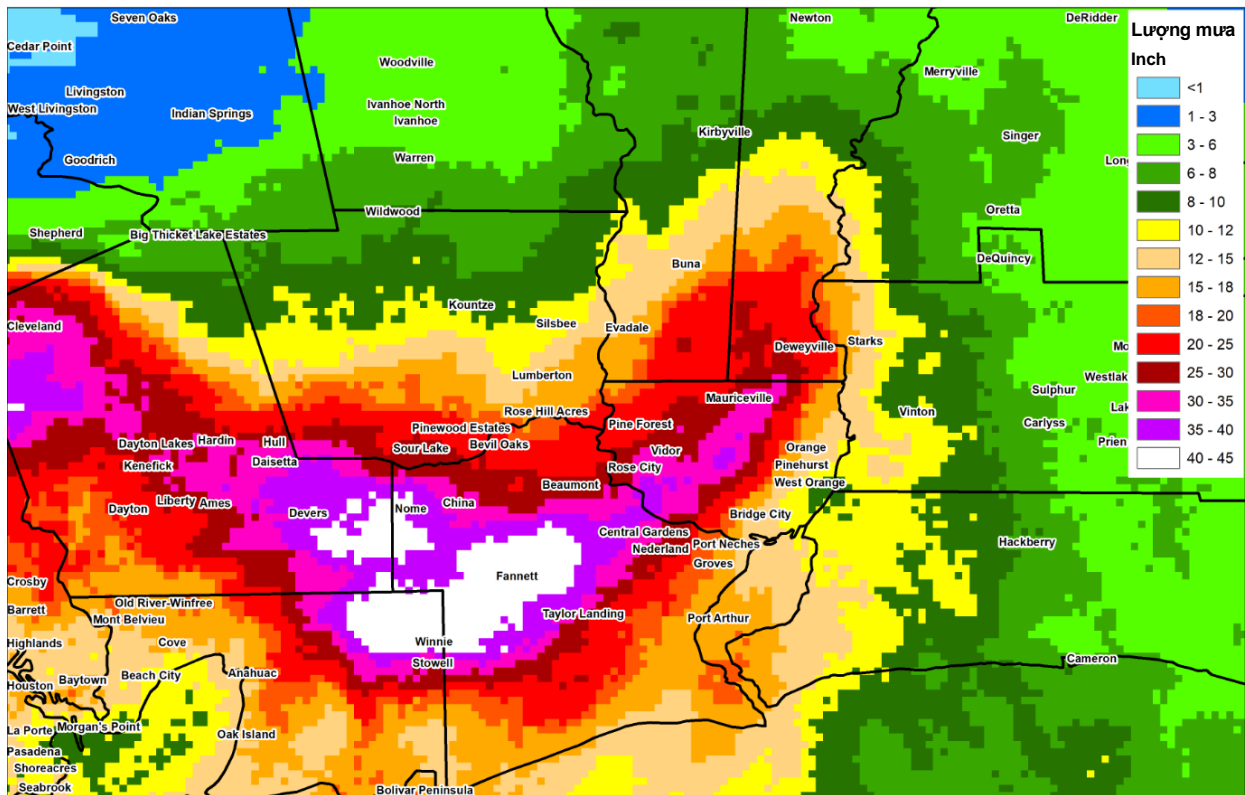 Seven Oaks
Newton
DeRidder
Cedar Point
Woodville
Merryville
Livingston
West Livingston
Indian Springs
Ivanhoe North
Ivanhoe
Kirbyville
Singer
Goodrich
Warren
Long
Wildwood
Oretta
Shepherd
Big Thicket Lake Estates
Buna
DeQuincy
Kountze
Cleveland
Silsbee
Evadale
Deweyville
Starks
Mo
Lumberton
Westlak
Sulphur
Mauriceville
Lak
Rose Hill Acres
Vinton
Carlyss
Pinewood Estates
Pine Forest
Dayton Lakes
Hardin
Hull
Sour Lake
Bevil Oaks
Vidor
Orange
Prien
Kenefick
Daisetta
Rose City
Pinehurst
Beaumont
West Orange
Dayton
Liberty
Ames
Devers
Nome
China
Bridge City
Central Gardens
Nederland
Port Neches
Hackberry
Groves
Crosby
Fannett
Barrett
Old River-Winfree
Mont Belvieu
Taylor Landing
Port Arthur
Highlands
Cove
Winnie
Stowell
Cameron
Houston
Baytown
Beach City
Anahuac
La Porte
Morgan's Point
Oak Island
Pasadena
Shoreacres
Seabrook
Bolivar Peninsula
Lượng mưa
Inch
<1
1 - 3
3 - 6
6 - 8
8 - 10
10 - 12
12 - 15
15 - 18
18 - 20
20 - 25
25 - 30
30 - 35
35 - 40
40 - 45